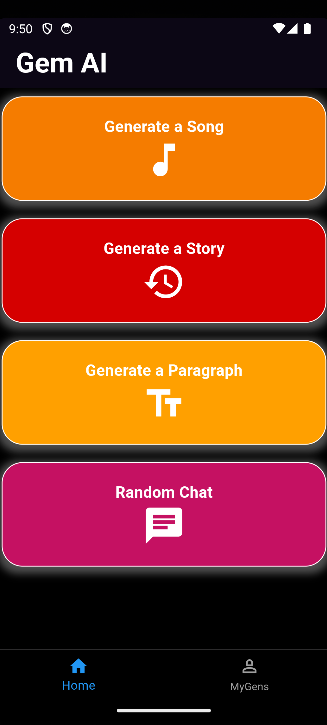 9:50
Gem AI
Generate a Song
Generate a Story
Generate a Paragraph
Random Chat
Home
MyGens